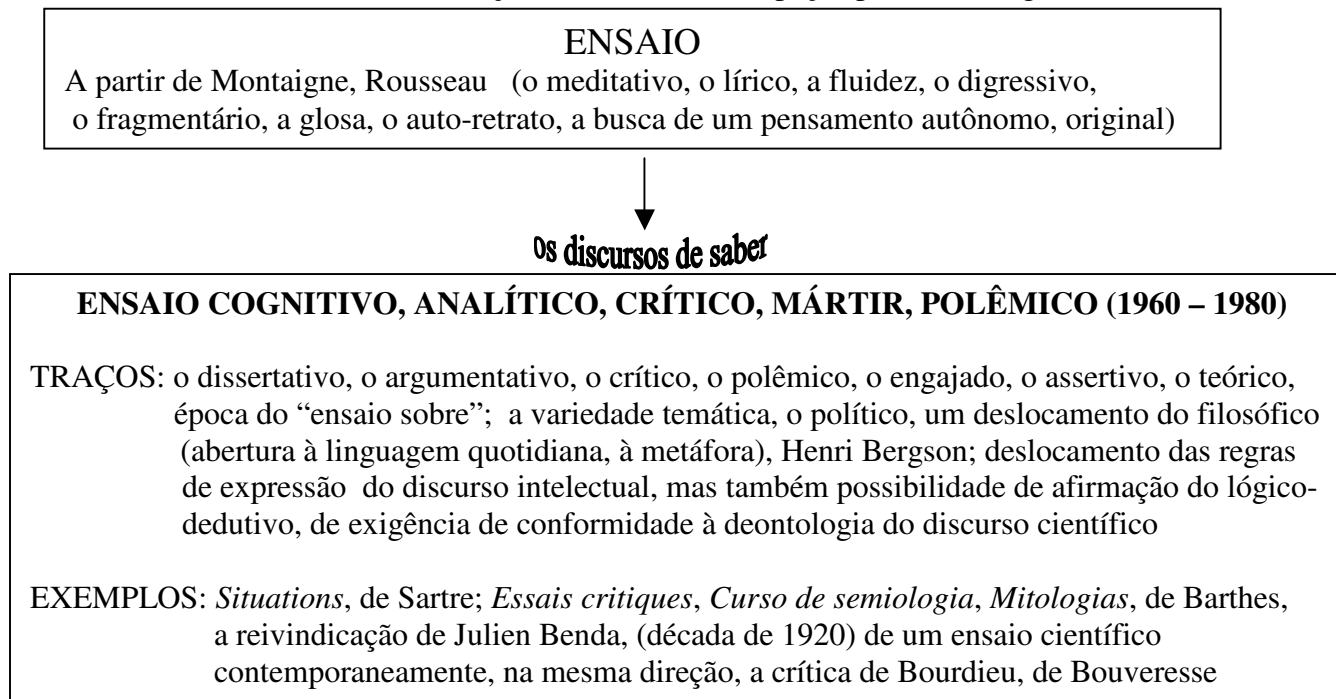 ENSAIO
A partir de Montaigne, Rousseau (o meditativo, o lírico, a fluidez, o digressivo,
o fragmentário, a glosa, o auto-retrato, a busca de um pensamento autônomo, original)
os discursos de saber
ENSAIO COGNITIVO, ANALÍTICO, CRÍTICO, MÁRTIR, POLÊMICO (1960 – 1980)
TRAÇOS: o dissertativo, o argumentativo, o crítico, o polêmico, o engajado, o assertivo, o teórico,
época do “ensaio sobre”; a variedade temática, o político, um deslocamento do filosófico
(abertura à linguagem quotidiana, à metáfora), Henri Bergson; deslocamento das regras
de expressão do discurso intelectual, mas também possibilidade de afirmação do lógico-
dedutivo, de exigência de conformidade à deontologia do discurso científico
EXEMPLOS: Situations, de Sartre; Essais critiques, Curso de semiologia, Mitologias, de Barthes,
a reivindicação de Julien Benda, (década de 1920) de um ensaio científico
contemporaneamente, na mesma direção, a crítica de Bourdieu, de Bouveresse